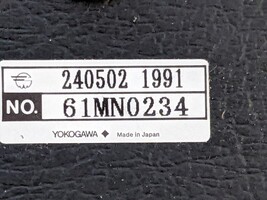 240502 1991
NO. 61MN0234
YOKOGAWA ◆ Made in Japan